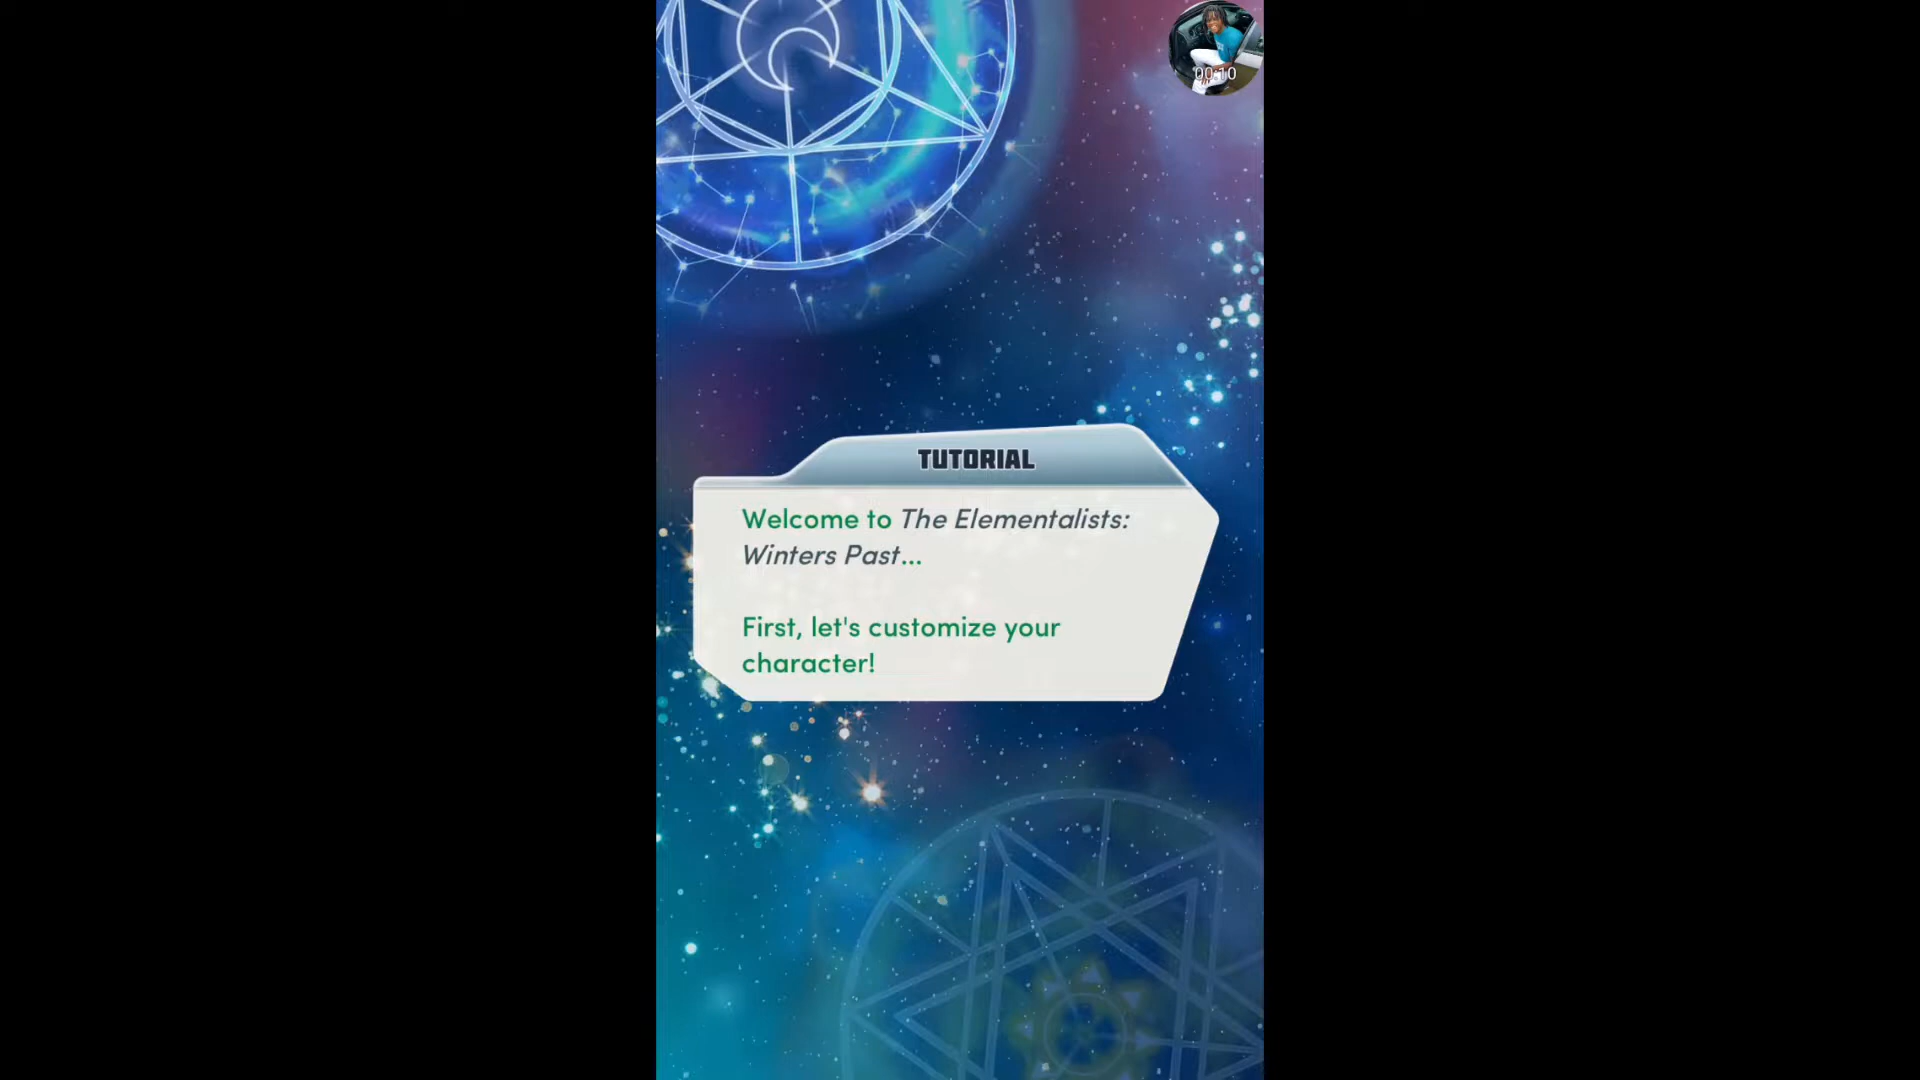 00:10
TUTORIAL
Welcome to The Elementalists:
Winters Past...
First, let's customize your
character!